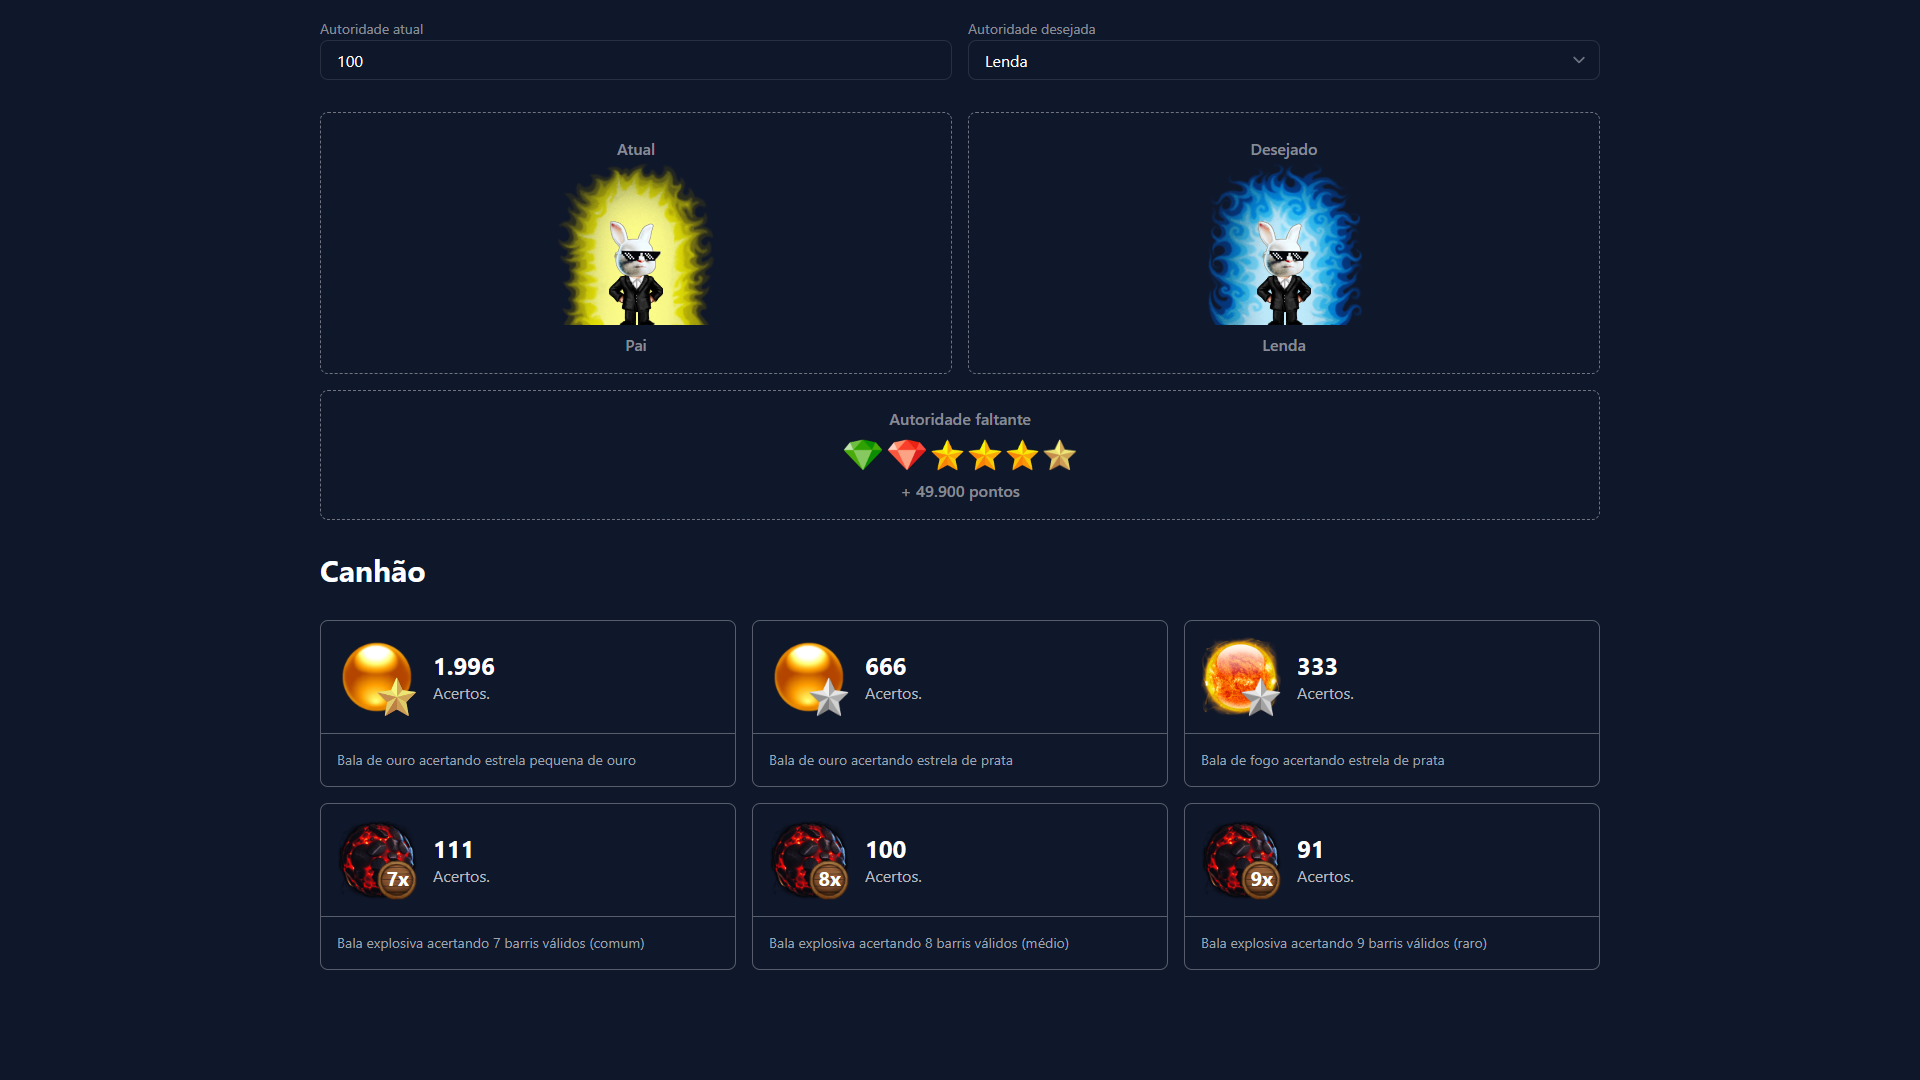 Autoridade atual
Autoridade desejada
100
Lenda
Atual
Desejado
Pai
Lenda
Autoridade faltante
+ 49.900 pontos
Canhão
1.996
Acertos.
Bala de ouro acertando estrela pequena de ouro
666
Acertos.
Bala de ouro acertando estrela de prata
333
Acertos.
Bala de fogo acertando estrela de prata
7x
111
Acertos.
Bala explosiva acertando 7 barris válidos (comum)
8x
100
Acertos.
Bala explosiva acertando 8 barris válidos (médio)
9x
91
Acertos.
Bala explosiva acertando 9 barris válidos (raro)